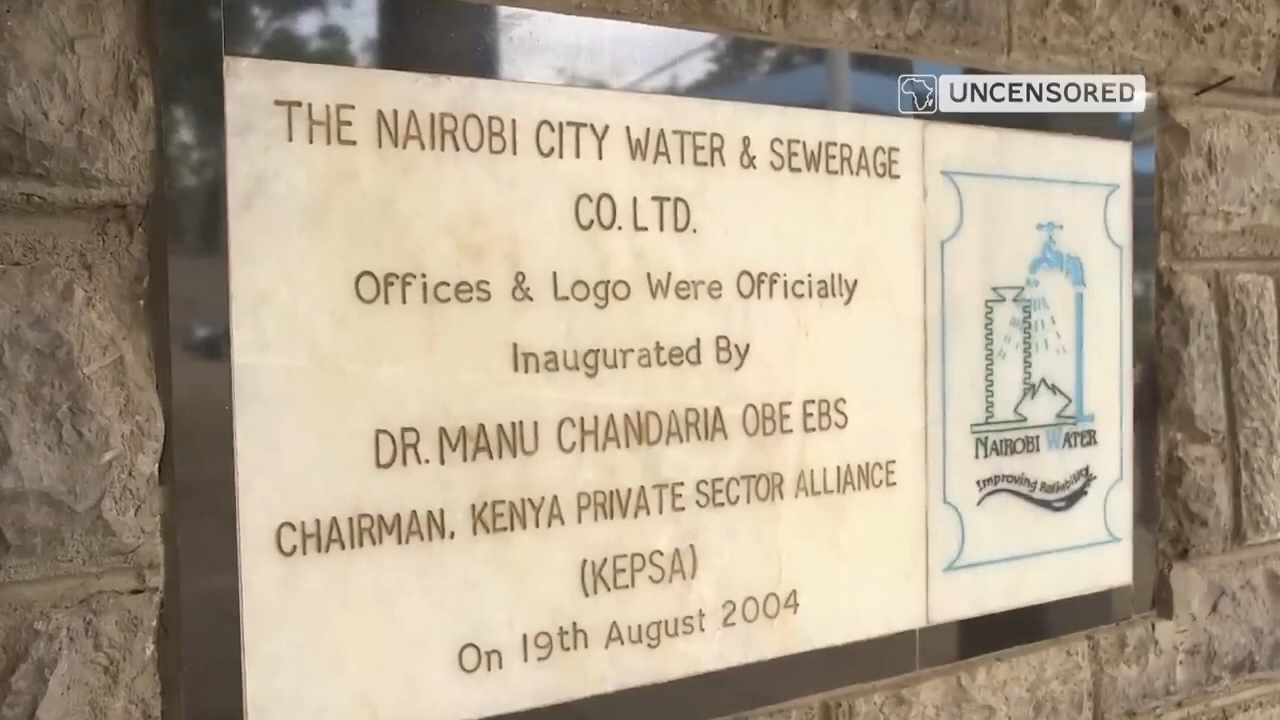 UNCENSORED
THE NAIROBI CITY WATER & SEWERAGE
CO. LTD.
Offices & Logo Were Officially
Inaugurated By
DR. MANU CHANDARIA OBE EBS
CHAIRMAN, KENYA PRIVATE SECTOR ALLIANCE
(KEPSA)
On 19th August 2004
NAIROBI WATER
Improving Reliability